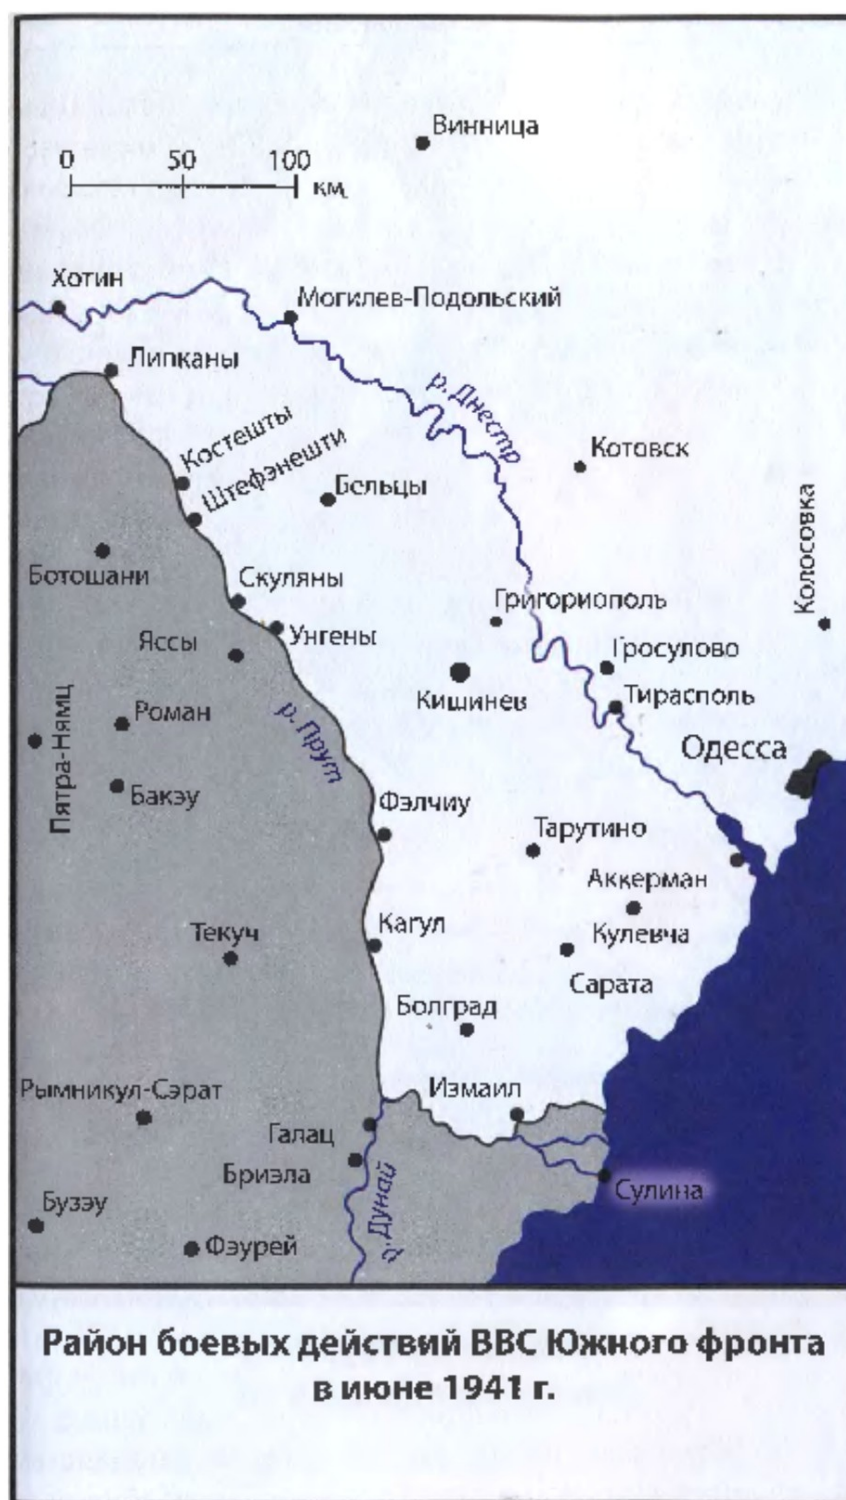 Винница
0 50 100
км
Хотин
Могилев-Подольский
Липканы
р. Днестр
Костешты
Штефэнешти
Котовск
Бельцы
Колосовка
Ботошани
Скуляны
Григориополь
Унгены
Яссы
Гросулово
Кишинев
Тирасполь
Роман
р. Прут
Одесса
Пятра-Нямц
Бакэу
Фэлчиу
Тарутино
Аккерман
Кагул
Текуч
Кулевча
Сарата
Болград
Рымникул-Сэрат
Измаил
Галац
Бриэла
Сулина
Бузэу
р. Дунай
Фэурей
Район боевых действий ВВС Южного фронта
в июне 1941 г.